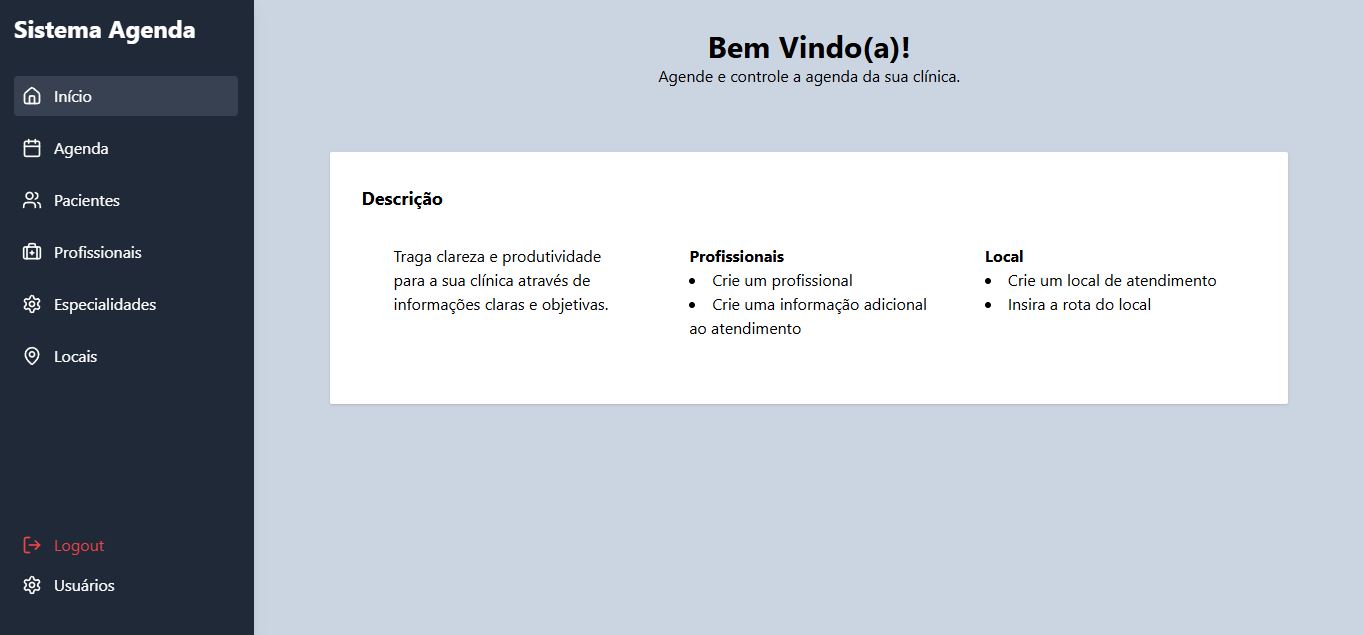 Sistema Agenda
Início
Agenda
Pacientes
Profissionais
Especialidades
Locais
Logout
Usuários
Bem Vindo(a)!
Agende e controle a agenda da sua clínica.
Descrição
Traga clareza e produtividade
para a sua clínica através de
informações claras e objetivas.
Profissionais
• Crie um profissional
• Crie uma informação adicional
ao atendimento
Local
• Crie um local de atendimento
• Insira a rota do local